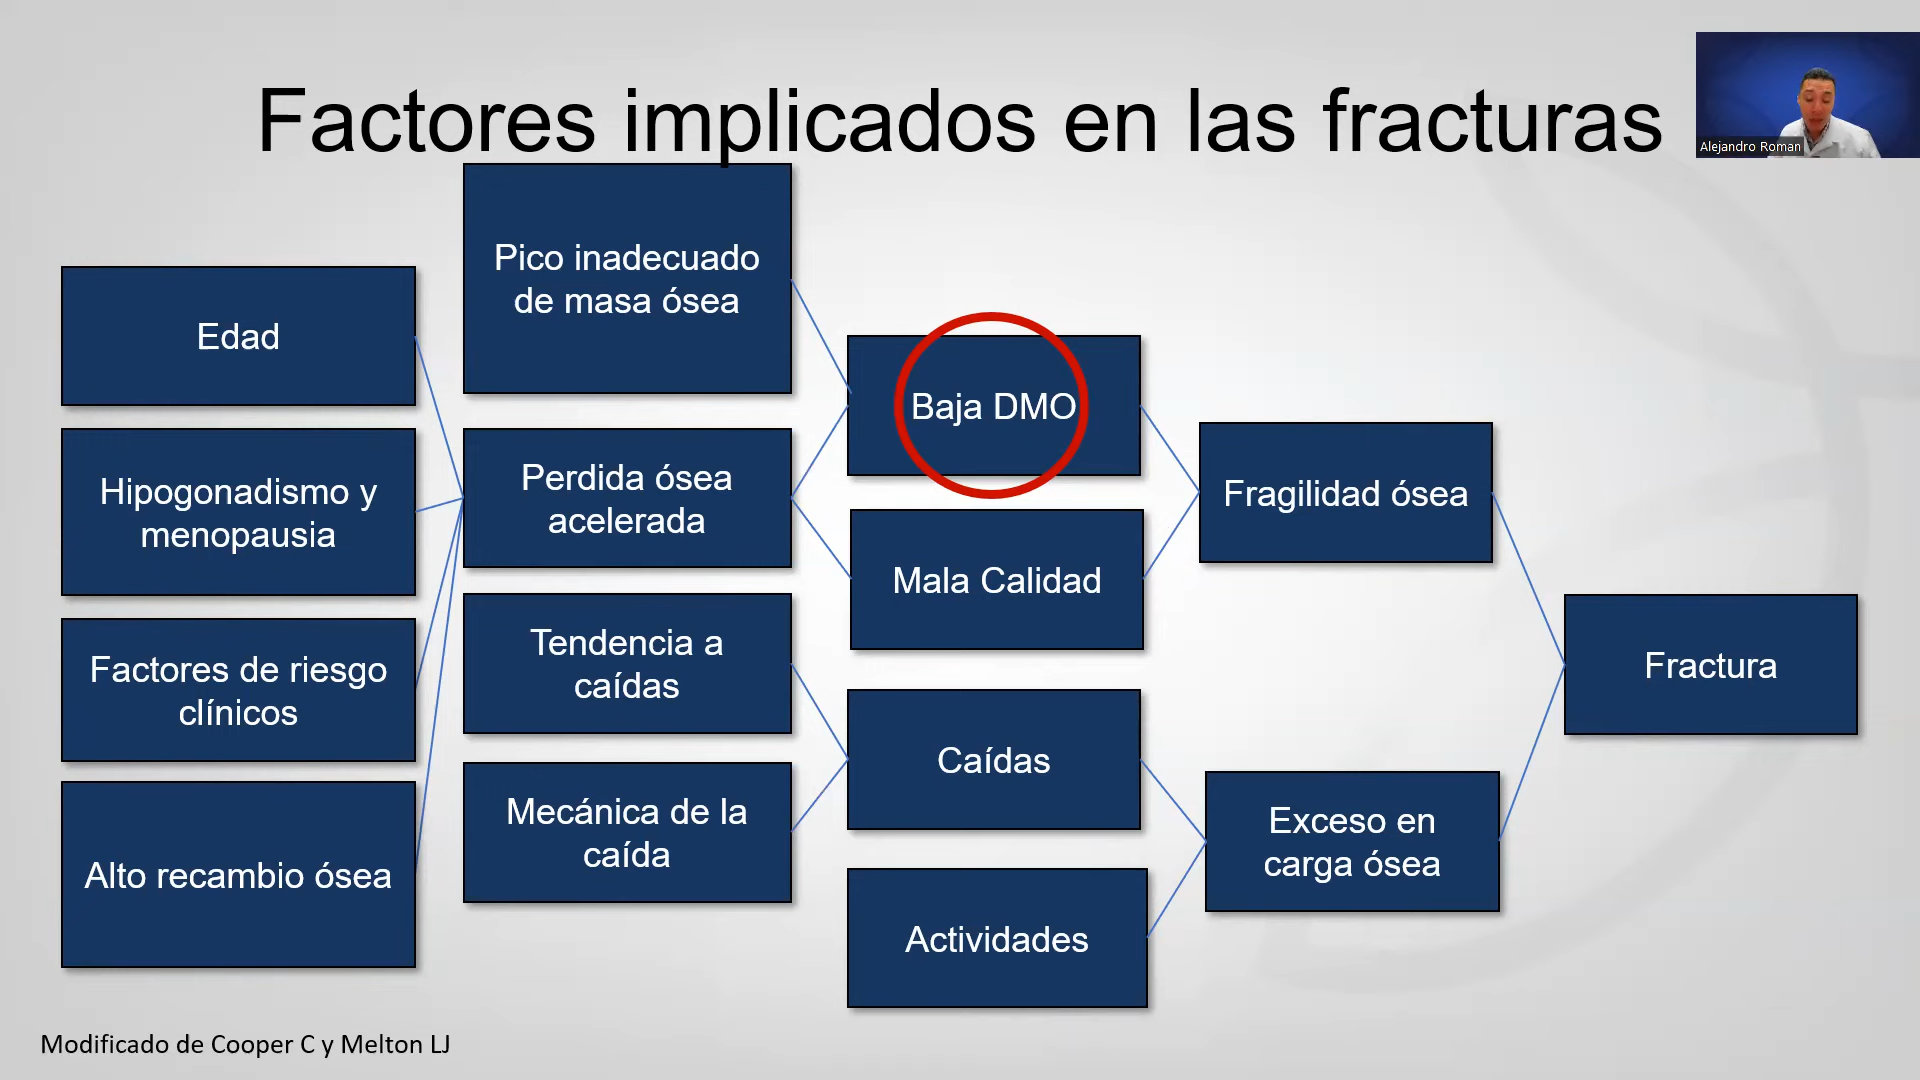 Factores implicados en las fracturas
Alejandro Roman
Edad
Hipogonadismo y
menopausia
Factores de riesgo
clínicos
Alto recambio ósea
Pico inadecuado
de masa ósea
Perdida ósea
acelerada
Tendencia a
caídas
Mecánica de la
caída
Baja DMO
Mala Calidad
Caídas
Actividades
Fragilidad ósea
Exceso en
carga ósea
Fractura
Modificado de Cooper C y Melton LJ